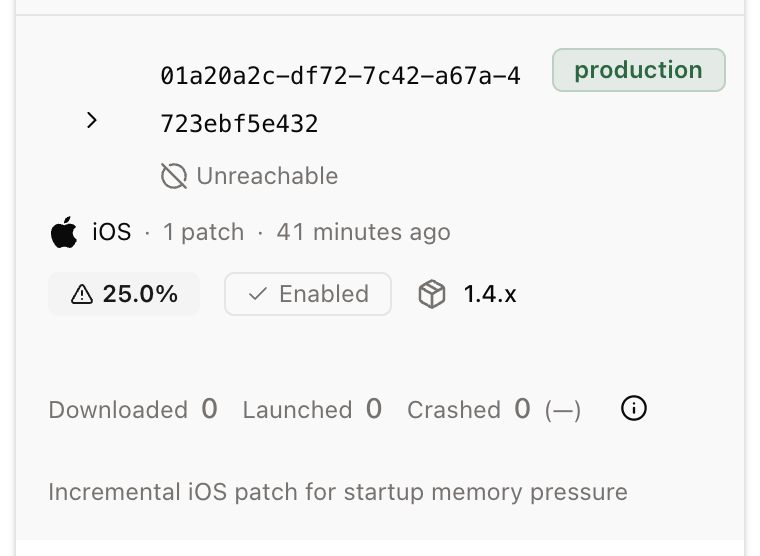 01a20a2c-df72-7c42-a67a-4
production
723ebf5e432
Unreachable
iOS · 1 patch · 41 minutes ago
25.0%
Enabled
1.4.x
Downloaded 0 Launched 0 Crashed 0 (—)
Incremental iOS patch for startup memory pressure